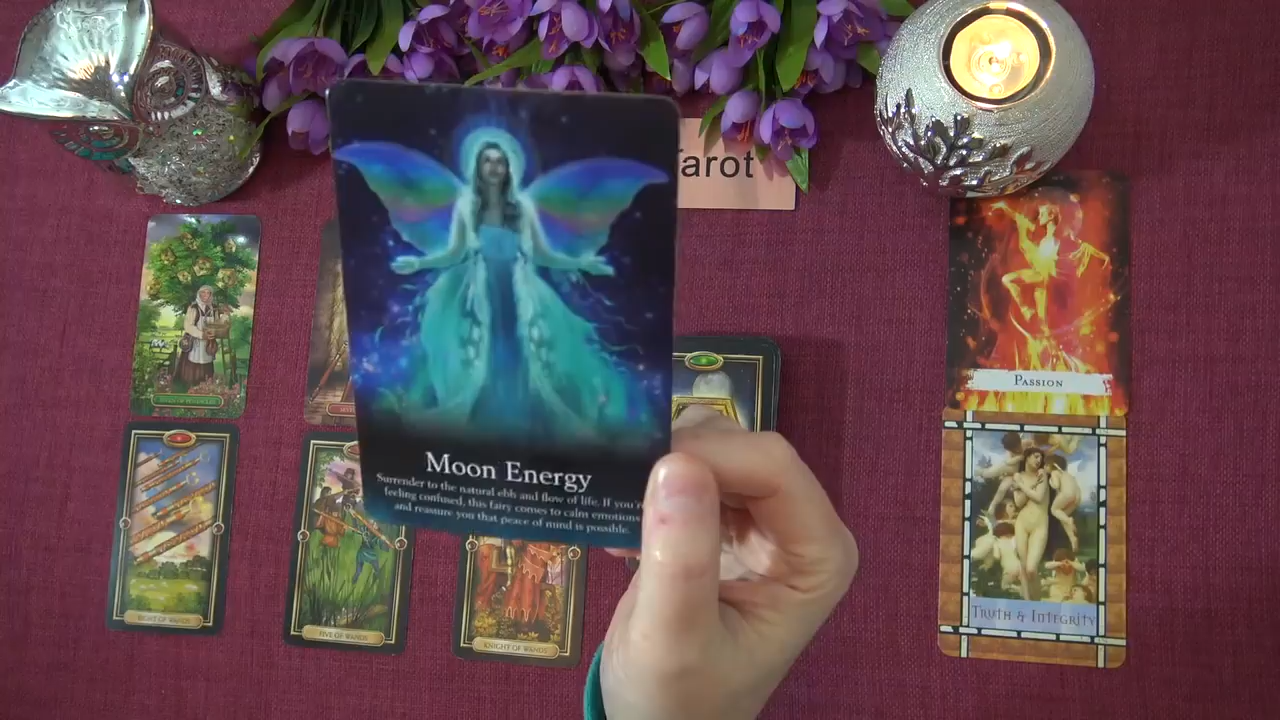 Tarot
Passion
Moon Energy
Surrender to the natural ebb and flow of life. If you're
feeling confused, this fairy comes to calm emotions
and reassure you that peace of mind is possible.
EIGHT OF WANDS
FIVE OF WANDS
KNIGHT OF WANDS
Truth & Integrity